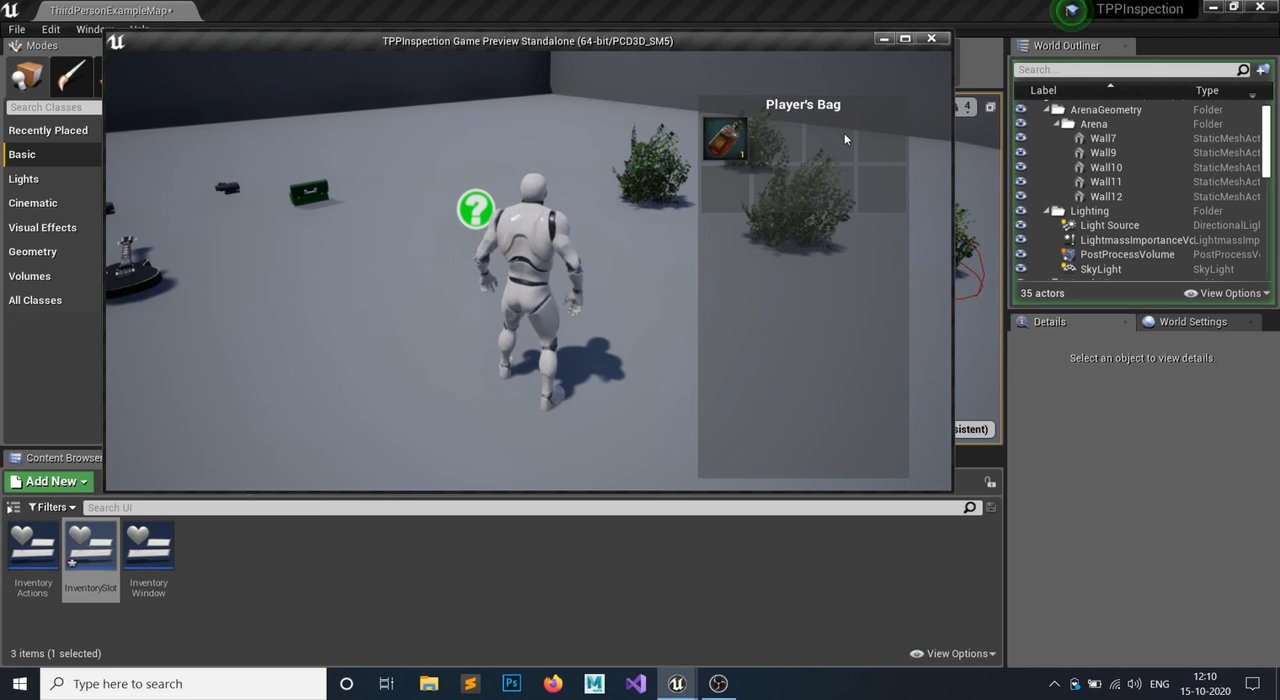 ThirdPersonExampleMap*
TPPInspection
File Edit Window Help
Modes
TPPInspection Game Preview Standalone (64-bit/PCD3D_SM5)
World Outliner
Search Classes
Recently Placed
Basic
Lights
Cinematic
Visual Effects
Geometry
Volumes
All Classes
Player's Bag
1
?
4
sistent)
Search...
Label Type
ArenaGeometry Folder
Arena Folder
Wall7 StaticMeshAct
Wall9 StaticMeshAct
Wall10 StaticMeshAct
Wall11 StaticMeshAct
Wall12 StaticMeshAct
Lighting Folder
Light Source DirectionalLigh
LightmassImportanceVc LightmassImp
PostProcessVolume PostProcessV
SkyLight SkyLight
35 actors View Options
Details World Settings
Select an object to view details.
Content Browser
Add New
Filters Search UI
Inventory Actions
InventorySlot
Inventory Window
3 items (1 selected) View Options
Type here to search
Ps
M
ENG
12:10
15-10-2020